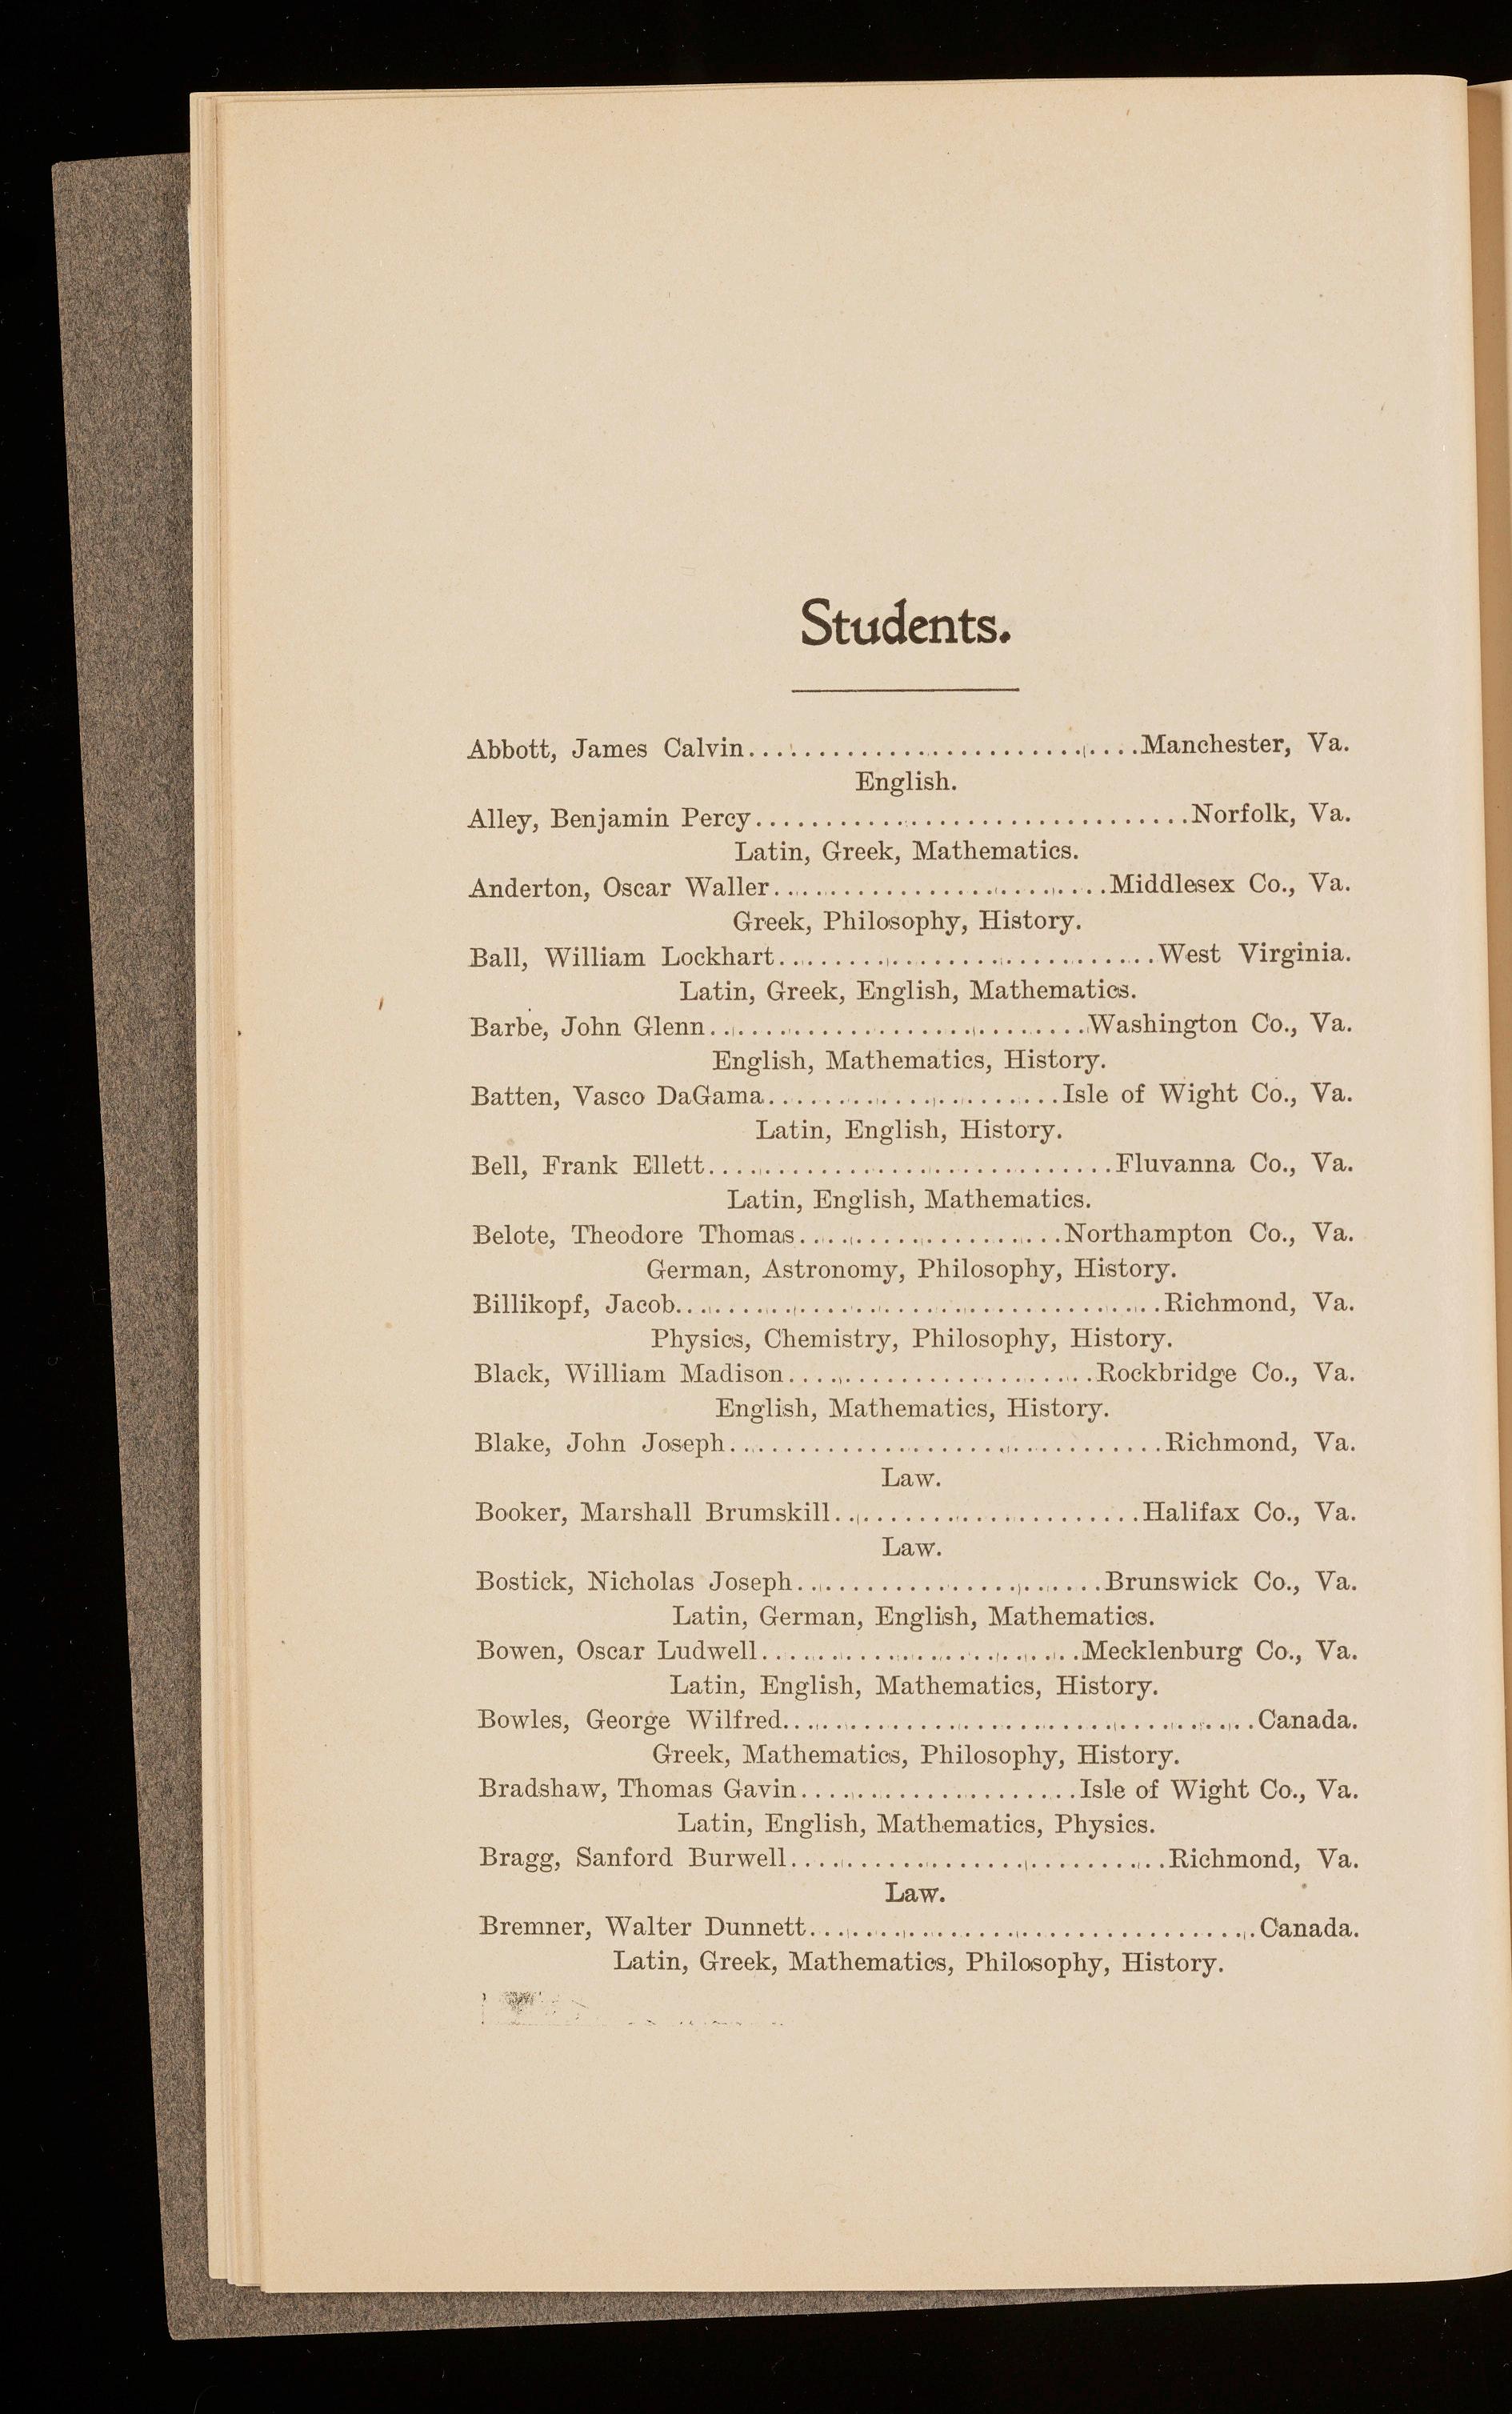 Students.
Abbott, James Calvin..............................Manchester, Va.
English.
Alley, Benjamin Percy...............................Norfolk, Va.
Latin, Greek, Mathematics.
Anderton, Oscar Waller........................Middlesex Co., Va.
Greek, Philosophy, History.
Ball, William Lockhart...........................West Virginia.
Latin, Greek, English, Mathematics.
Barbe, John Glenn...........................Washington Co., Va.
English, Mathematics, History.
Batten, Vasco DaGama.....................Isle of Wight Co., Va.
Latin, English, History.
Bell, Frank Ellett.............................Fluvanna Co., Va.
Latin, English, Mathematics.
Belote, Theodore Thomas...................Northampton Co., Va.
German, Astronomy, Philosophy, History.
Billikopf, Jacob..................................Richmond, Va.
Physics, Chemistry, Philosophy, History.
Black, William Madison......................Rockbridge Co., Va.
English, Mathematics, History.
Blake, John Joseph...............................Richmond, Va.
Law.
Booker, Marshall Brumskill......................Halifax Co., Va.
Law.
Bostick, Nicholas Joseph......................Brunswick Co., Va.
Latin, German, English, Mathematics.
Bowen, Oscar Ludwell.......................Mecklenburg Co., Va.
Latin, English, Mathematics, History.
Bowles, George Wilfred..................................Canada.
Greek, Mathematics, Philosophy, History.
Bradshaw, Thomas Gavin....................Isle of Wight Co., Va.
Latin, English, Mathematics, Physics.
Bragg, Sanford Burwell...........................Richmond, Va.
Law.
Bremner, Walter Dunnett................................Canada.
Latin, Greek, Mathematics, Philosophy, History.